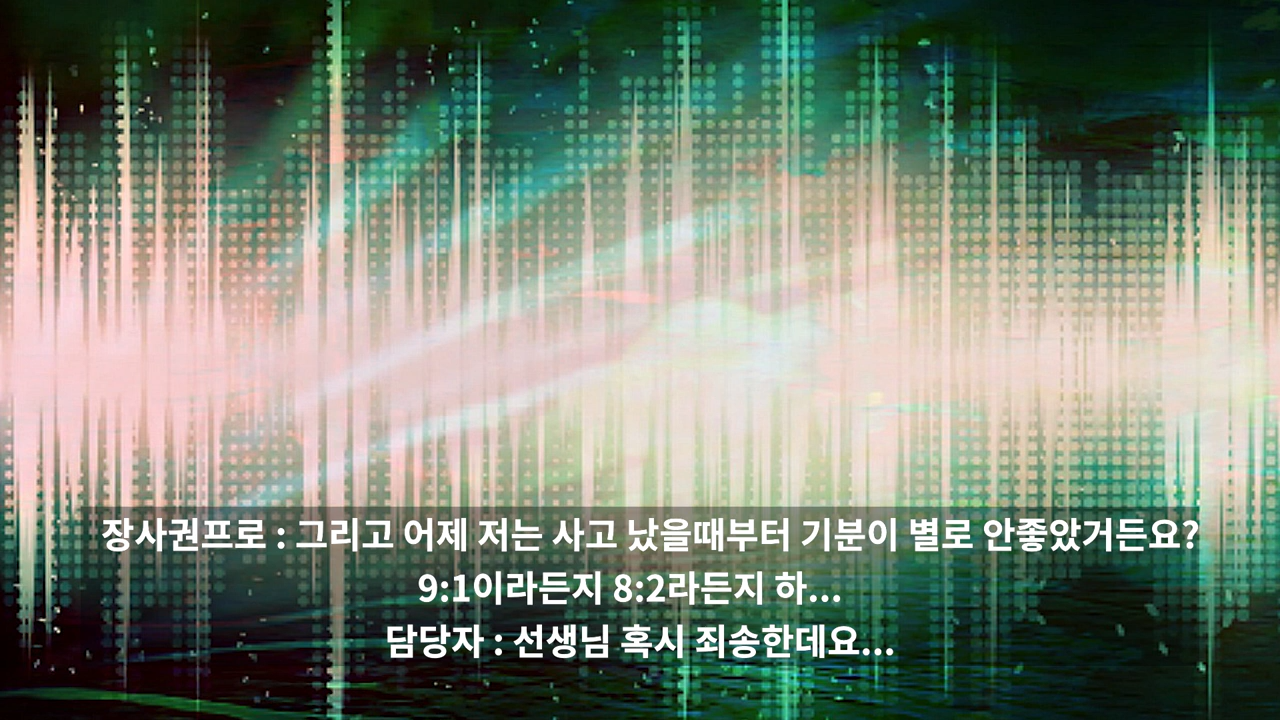 장사권프로 : 그리고 어제 저는 사고 났을때부터 기분이 별로 안좋았거든요?
9:1이라든지 8:2라든지 하...
담당자 : 선생님 혹시 죄송한데요...